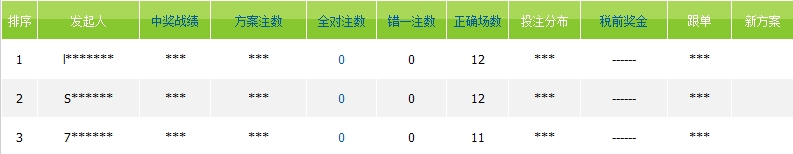 排序 发起人 中奖战绩 方案注数 全对注数 错一注数 正确场数 投注分布 税前奖金 跟单 新方案
1 l******* *** *** 0 0 12 *** ------ ***
2 S****** *** *** 0 0 12 *** ------ ***
3 7****** *** *** 0 0 11 *** ------ ***